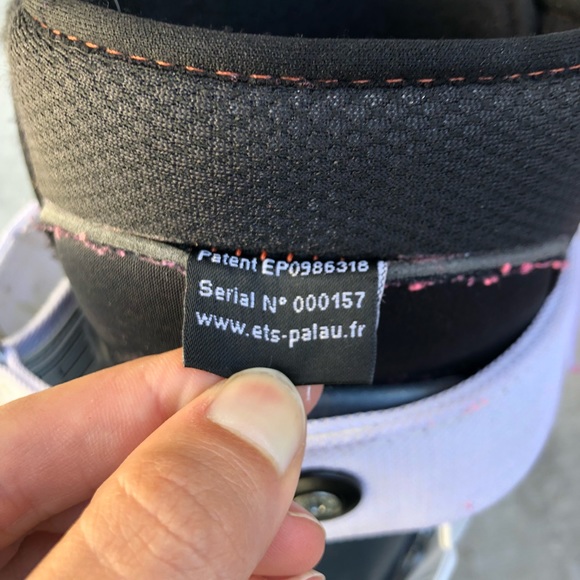 Patent EP0986318
Serial N° 000157
www.ets-palau.fr